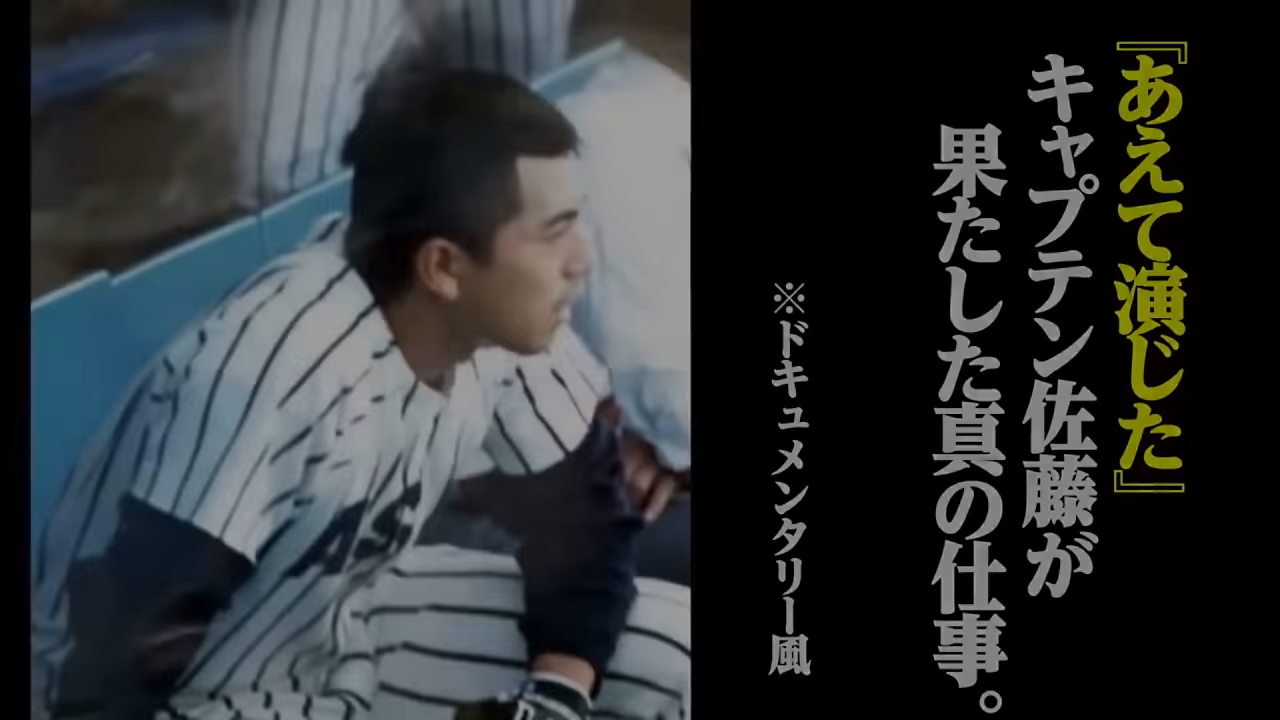 『あえて演じた』
キャプテン佐藤が
果たした真の仕事。
※ドキュメンタリー風